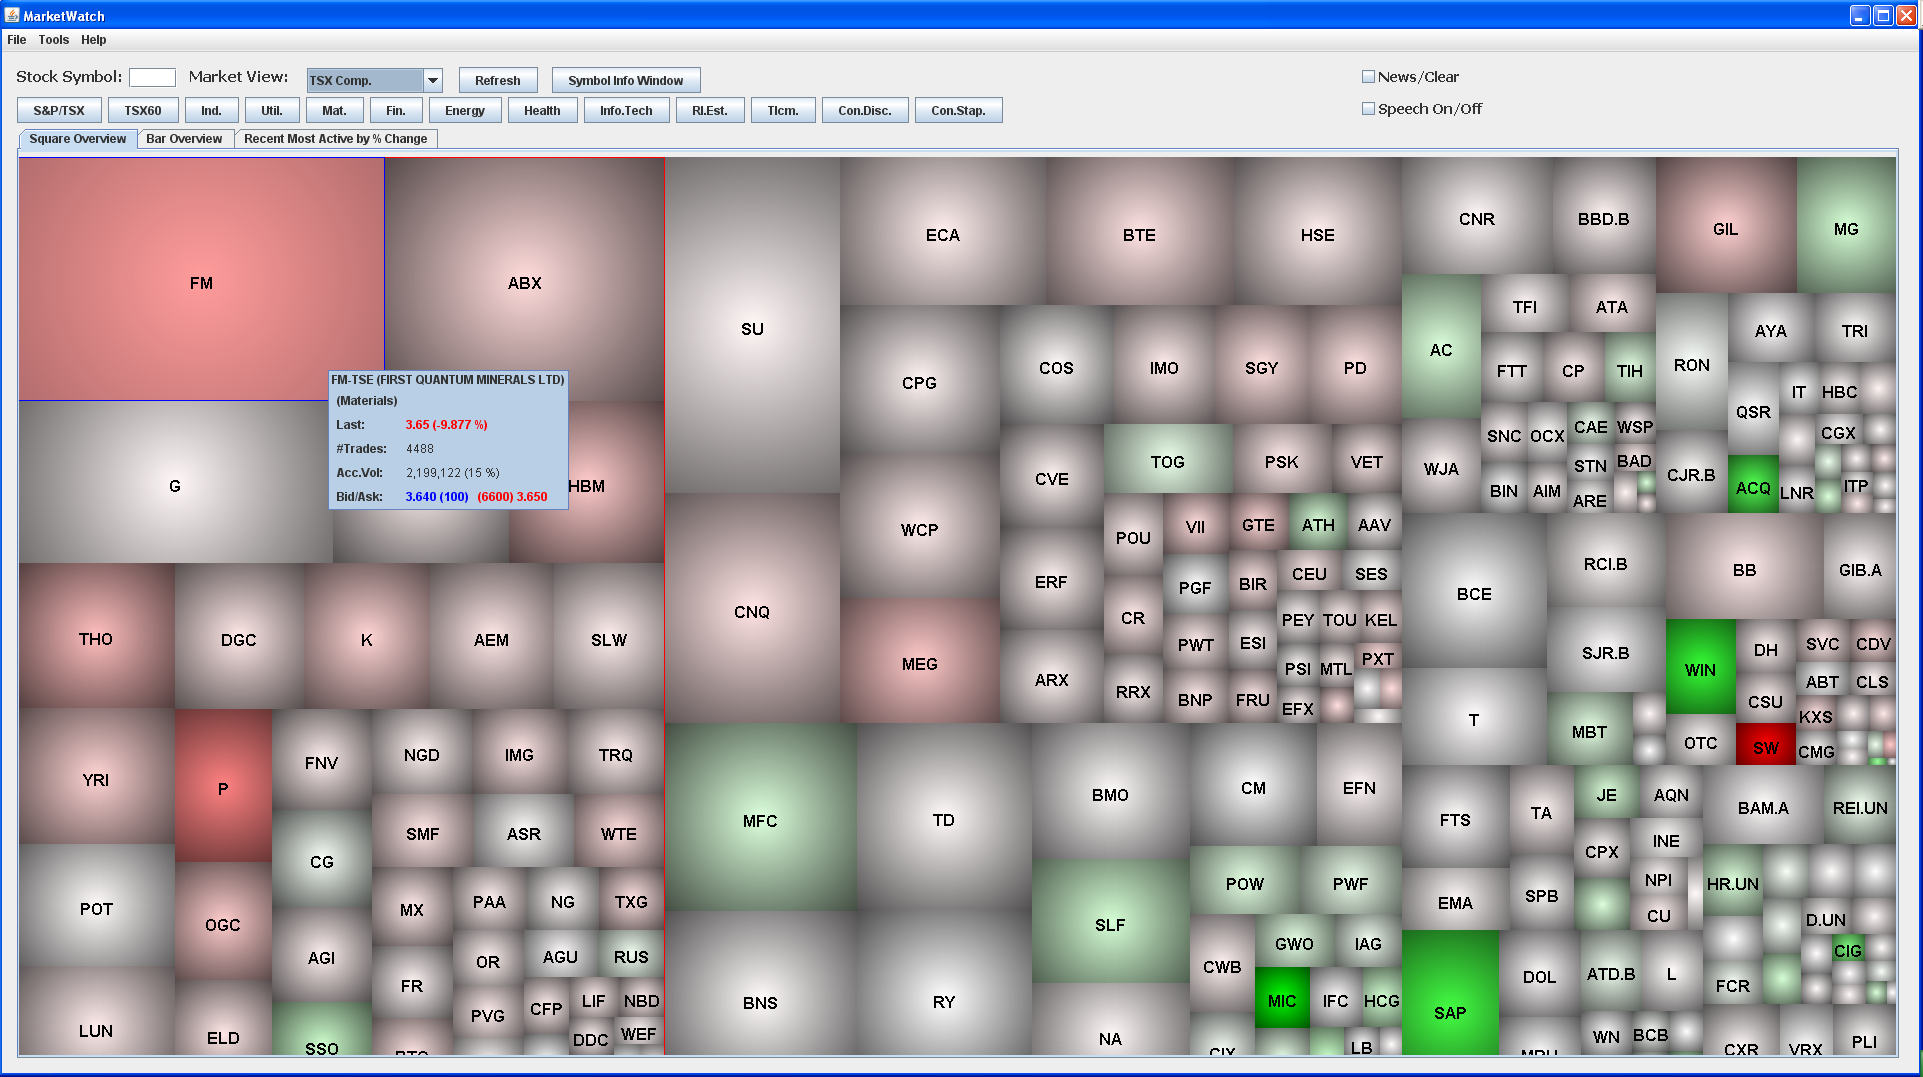 MarketWatch
File Tools Help
Stock Symbol: Market View: TSX Comp. Refresh Symbol Info Window News/Clear
S&P/TSX TSX60 Ind. Util. Mat. Fin. Energy Health Info.Tech Rl.Est. Tlcm. Con.Disc. Con.Stap. Speech On/Off
Square Overview Bar Overview Recent Most Active by % Change
FM
ABX
FM-TSE (FIRST QUANTUM MINERALS LTD)
(Materials)
Last: 3.65 (-9.877 %)
#Trades: 4488
Acc.Vol: 2,199,122 (15 %)
Bid/Ask: 3.640 (100) (6600) 3.650
G
HBM
THO DGC K AEM SLW
YRI P FNV NGD IMG TRQ
SMF ASR WTE
CG
POT OGC MX PAA NG TXG
AGI OR AGU RUS
FR
LUN ELD SSO PVG CFP LIF NBD
DDC WEF
SU ECA BTE HSE
CPG COS IMO SGY PD
TOG PSK VET
CVE
CNQ WCP POU VII GTE ATH AAV
ERF PGF BIR CEU SES
CR PEY TOU KEL
MEG PWT ESI PSI MTL PXT
ARX RRX BNP FRU EFX
MFC TD BMO CM EFN
SLF POW PWF
GWO IAG
CWB
BNS RY MIC IFC HCG
NA CIX LB
CNR BBD.B GIL MG
TFI ATA
AC AYA TRI
FTT CP TIH RON
IT HBC
QSR
SNC OCX CAE WSP CGX
WJA STN BAD
CJR.B ACQ LNR ITP
BIN AIM ARE
BCE RCI.B BB GIB.A
SJR.B WIN DH SVC CDV
ABT CLS
T MBT CSU KXS
OTC SW CMG
FTS TA JE AQN BAM.A REI.UN
CPX INE
EMA SPB NPI HR.UN
CU D.UN
SAP DOL ATD.B L FCR CIG
WN BCB
MRU CXR VRX PLI